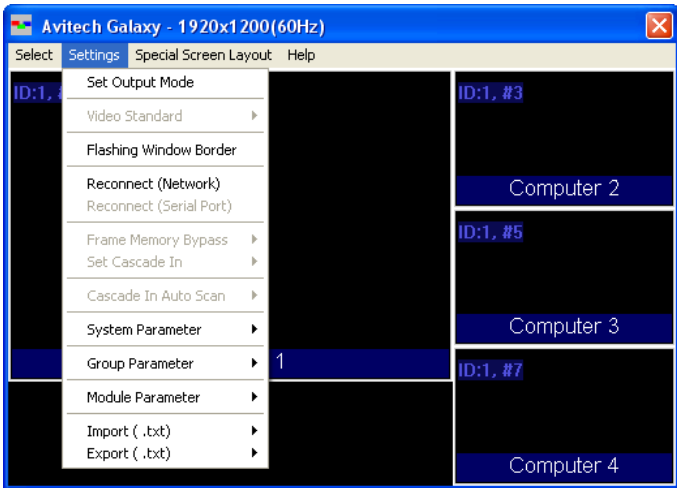 Avitech Galaxy - 1920x1200(60Hz)
Select Settings Special Screen Layout Help
Set Output Mode
Video Standard
Flashing Window Border
Reconnect (Network)
Reconnect (Serial Port)
Frame Memory Bypass
Set Cascade In
Cascade In Auto Scan
System Parameter
Group Parameter
Module Parameter
Import ( .txt)
Export ( .txt)
ID:1,
1
ID:1, #3
Computer 2
ID:1, #5
Computer 3
ID:1, #7
Computer 4